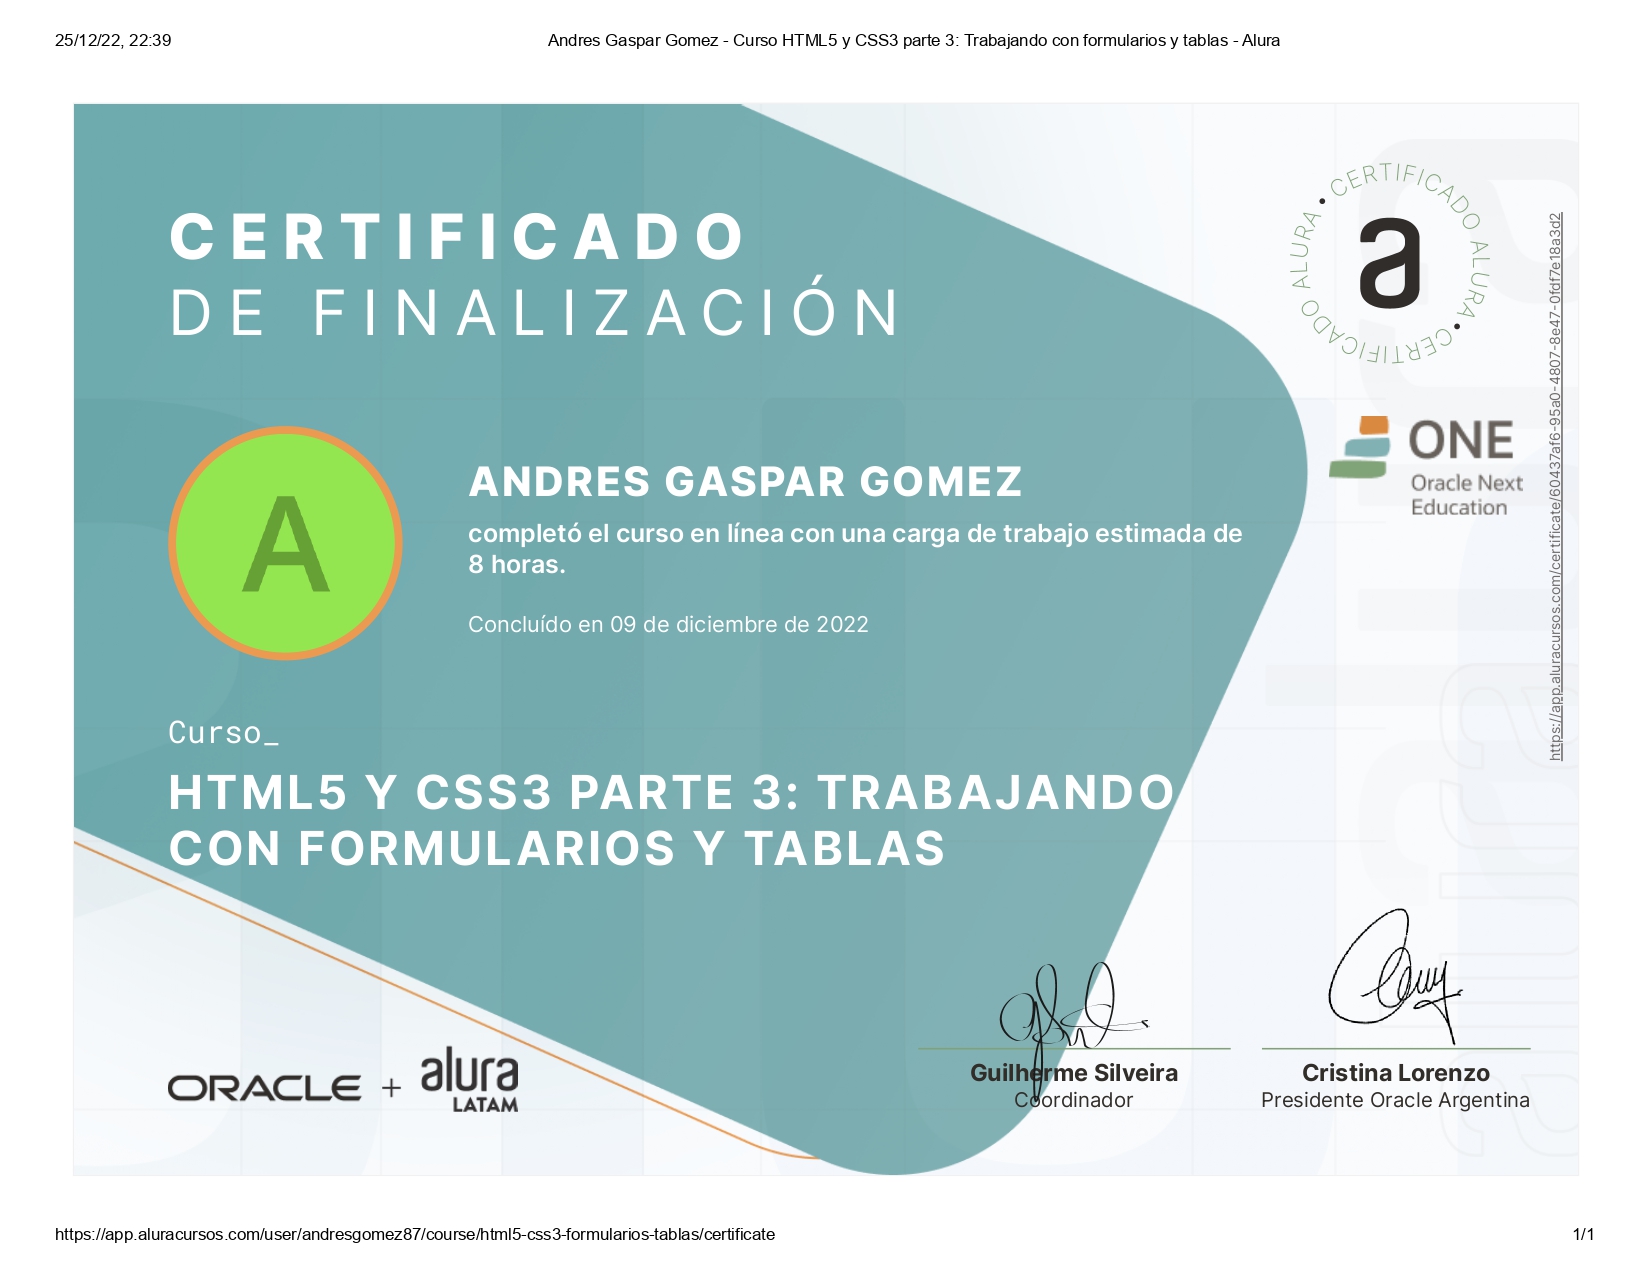 25/12/22, 22:39
Andres Gaspar Gomez - Curso HTML5 y CSS3 parte 3: Trabajando con formularios y tablas - Alura
CERTIFICADO
DE FINALIZACIÓN
CERTIFICADO ALURA • CERTIFICADO ALURA •
a
ONE
Oracle Next
Education
https://app.aluracursos.com/certificate/60437af6-95a0-4807-8e47-0fdf7e18a3d2
A
ANDRES GASPAR GOMEZ
completó el curso en línea con una carga de trabajo estimada de
8 horas.
Concluído en 09 de diciembre de 2022
Curso_
HTML5 Y CSS3 PARTE 3: TRABAJANDO
CON FORMULARIOS Y TABLAS
ORACLE + alura
LATAM
Guilherme Silveira
Coordinador
Cristina Lorenzo
Presidente Oracle Argentina
alura
https://app.aluracursos.com/user/andresgomez87/course/html5-css3-formularios-tablas/certificate
1/1